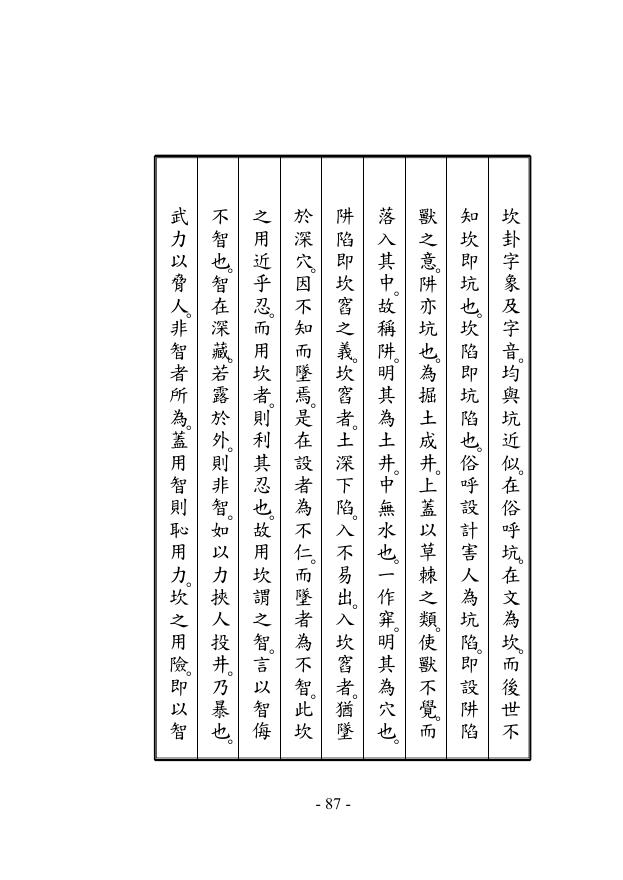 坎卦字象及字音。均與坑近似。在俗呼坑。在文為坎。而後世不
知坎即坑也。坎陷即坑陷也。俗呼設計害人為坑陷。即設阱陷
獸之意。阱亦坑也。為掘土成井。上蓋以草棘之類。使獸不覺。而
落入其中。故稱阱。明其為土井。中無水也。一作穽。明其為穴也。
阱陷即坎窞之義。坎窞者。土深下陷。入不易出。入坎窞者。猶墜
於深穴。因不知而墜焉。是在設者為不仁。而墜者為不智。此坎
之用近乎忍。而用坎者。則利其忍也。故用坎謂之智。言以智侮
不智也。智在深藏。若露於外。則非智。如以力挾人投井。乃暴也。
武力以脅人。非智者所為。蓋用智則恥用力。坎之用險。即以智
- 87 -